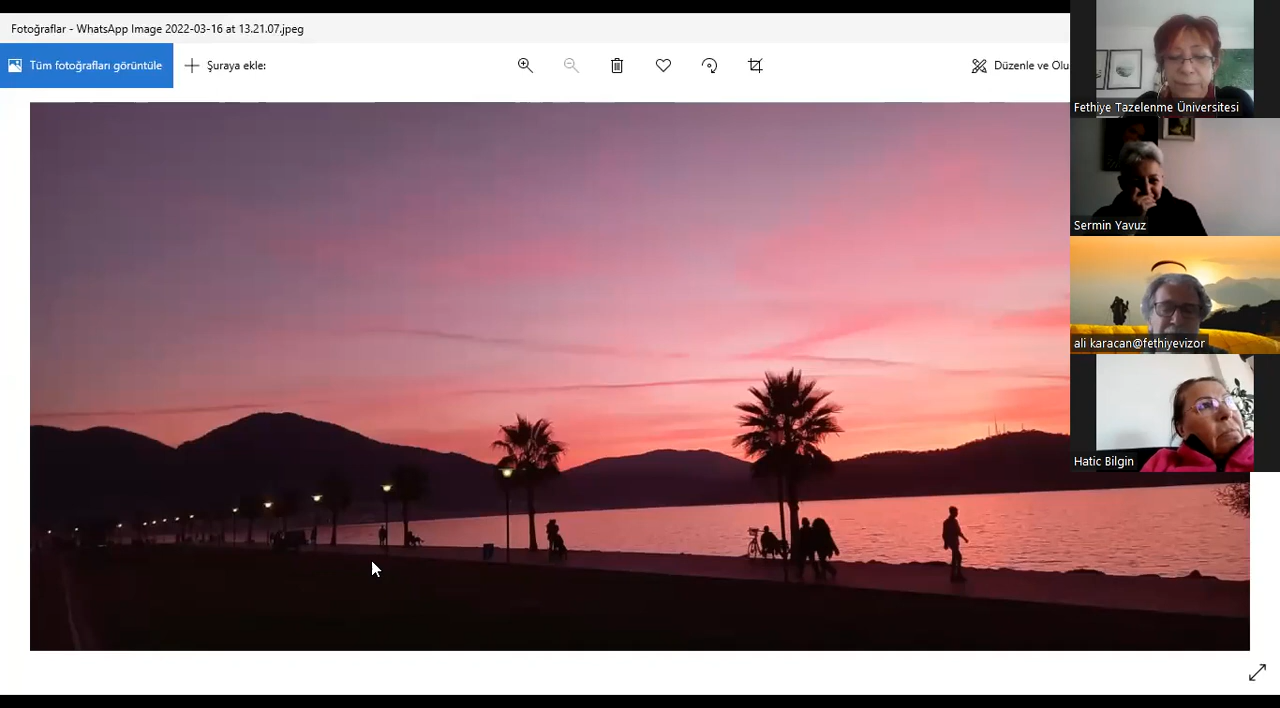 Fotoğraflar - WhatsApp Image 2022-03-16 at 13.21.07.jpeg
Tüm fotoğrafları görüntüle
Şuraya ekle:
Düzenle ve Olu
Fethiye Tazelenme Üniversitesi
Sermin Yavuz
ali karacan@fethiyevizor
Hatic Bilgin